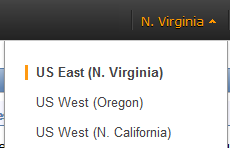 N. Virginia
US East (N. Virginia)
US West (Oregon)
US West (N. California)